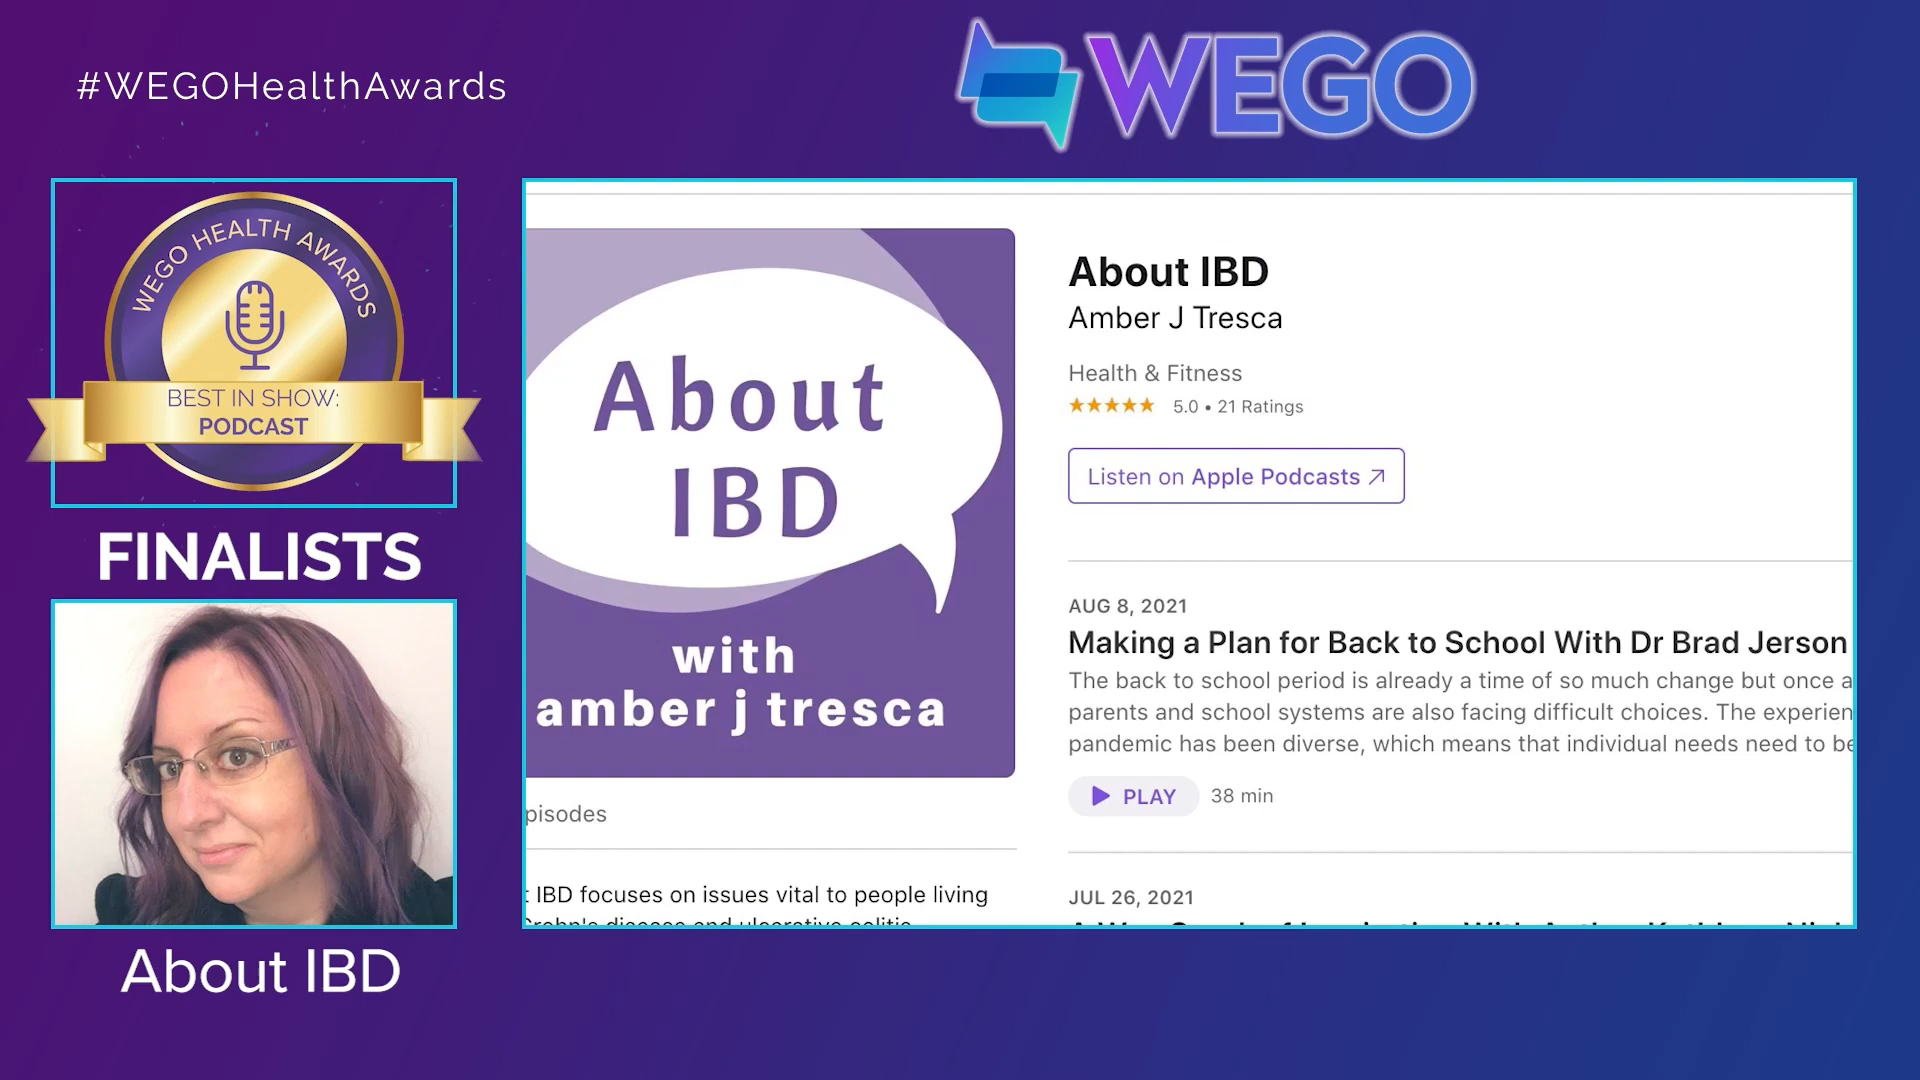 #WEGOHealthAwards
WEGO
WEGO HEALTH AWARDS
BEST IN SHOW:
PODCAST
FINALISTS
About IBD
About
IBD
with
amber j tresca
pisodes
IBD focuses on issues vital to people living
Crohn's disease and ulcerative colitis
About IBD
Amber J Tresca
Health & Fitness
★★★★★ 5.0 • 21 Ratings
Listen on Apple Podcasts ↗
AUG 8, 2021
Making a Plan for Back to School With Dr Brad Jerson
The back to school period is already a time of so much change but once a
parents and school systems are also facing difficult choices. The experien
pandemic has been diverse, which means that individual needs need to be
PLAY 38 min
JUL 26, 2021